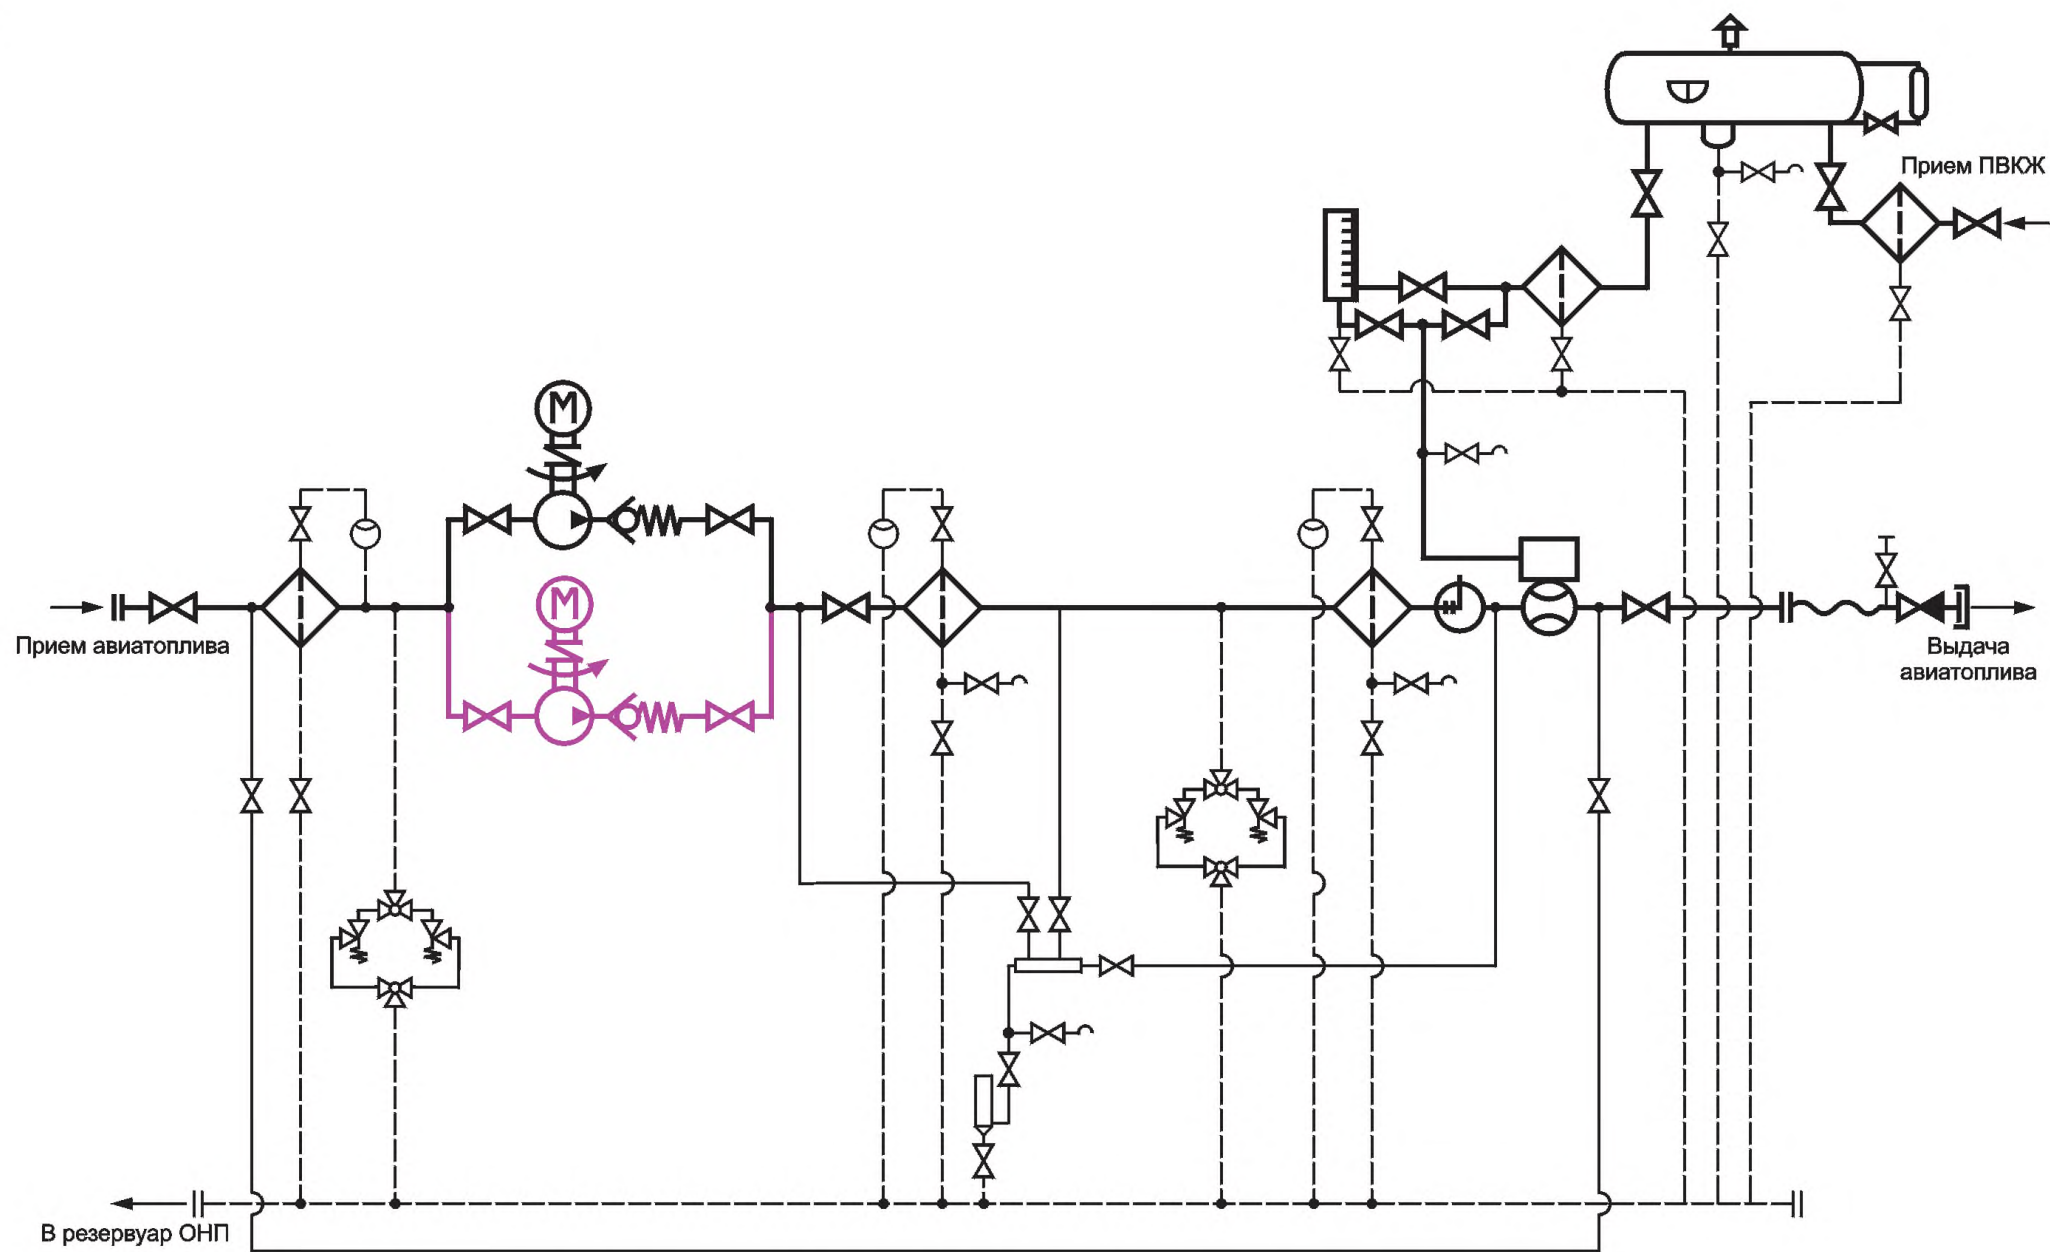 Прием ПВКЖ
M
M
Прием авиатоплива
Выдача
авиатоплива
В резервуар ОНП